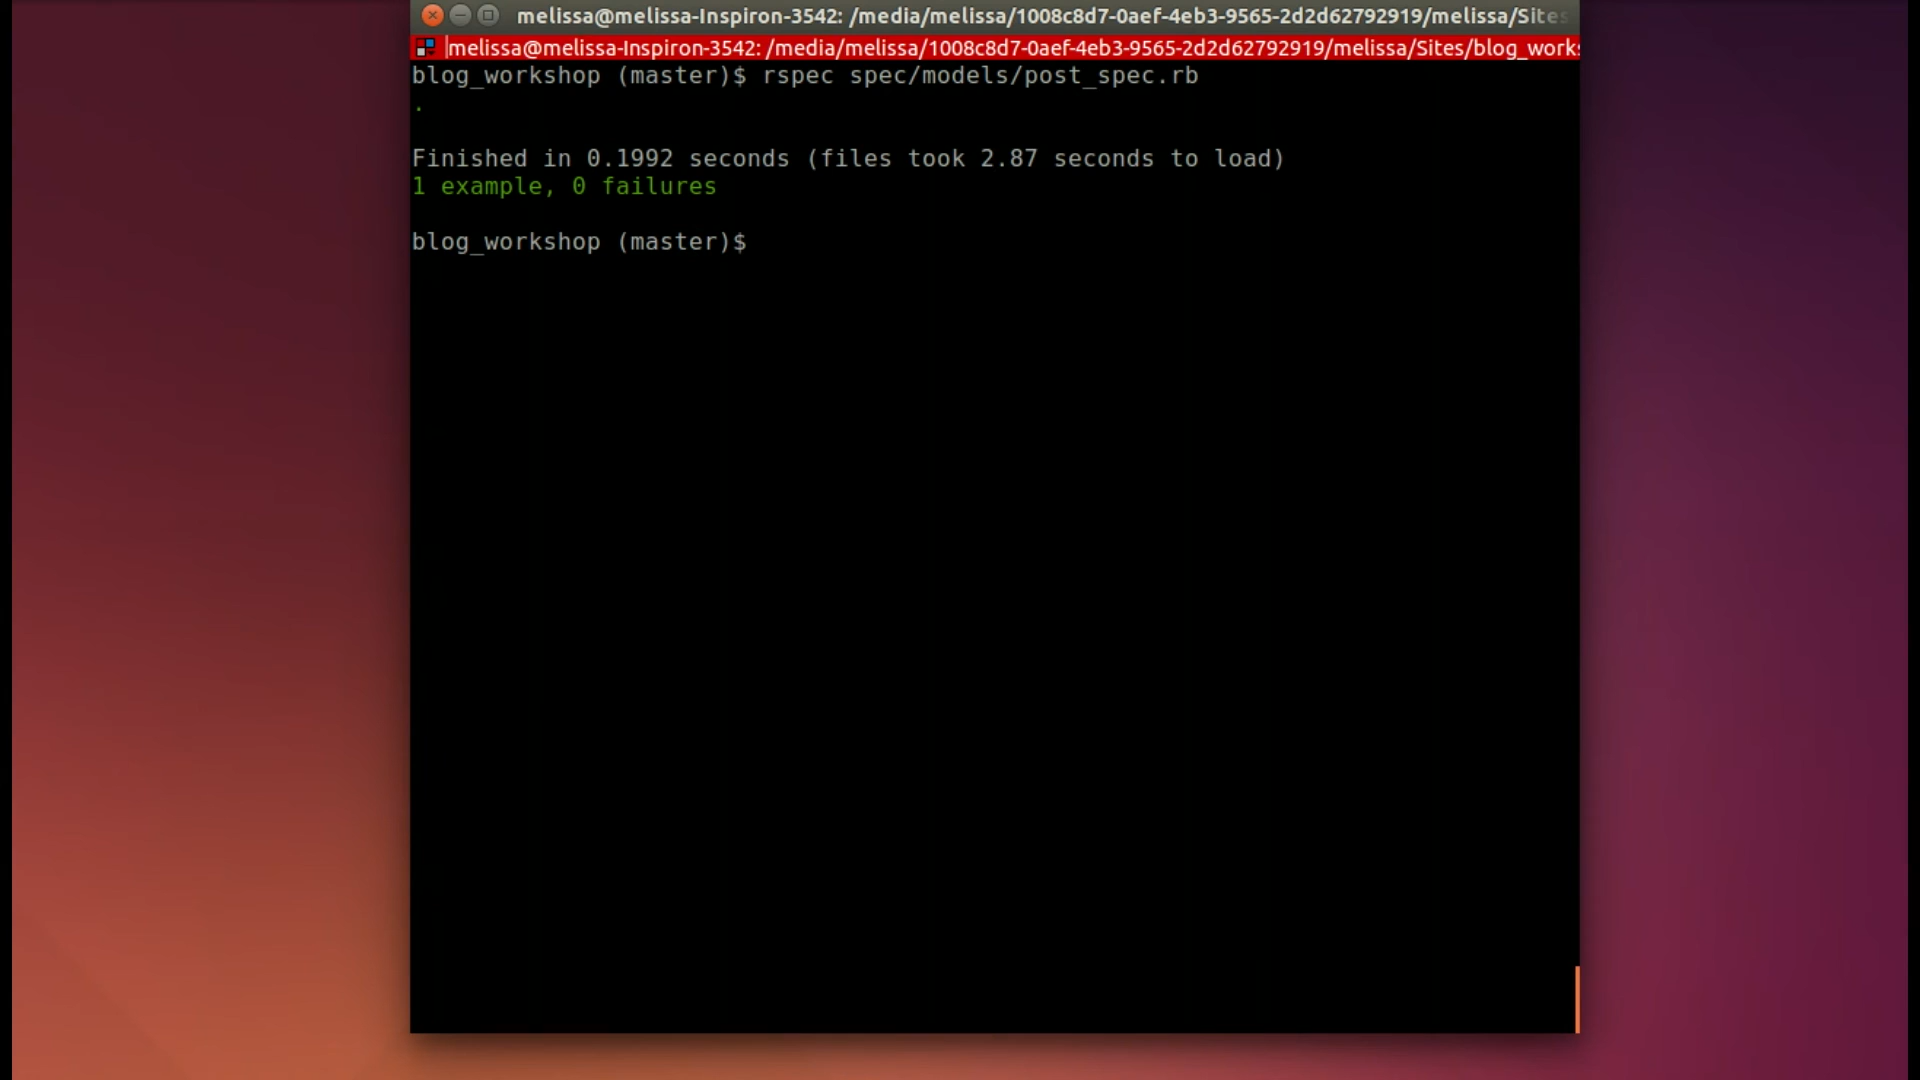 melissa@melissa-Inspiron-3542: /media/melissa/1008c8d7-0aef-4eb3-9565-2d2d62792919/melissa/Sites
melissa@melissa-Inspiron-3542: /media/melissa/1008c8d7-0aef-4eb3-9565-2d2d62792919/melissa/Sites/blog_works
blog_workshop (master)$ rspec spec/models/post_spec.rb
.
Finished in 0.1992 seconds (files took 2.87 seconds to load)
1 example, 0 failures
blog_workshop (master)$